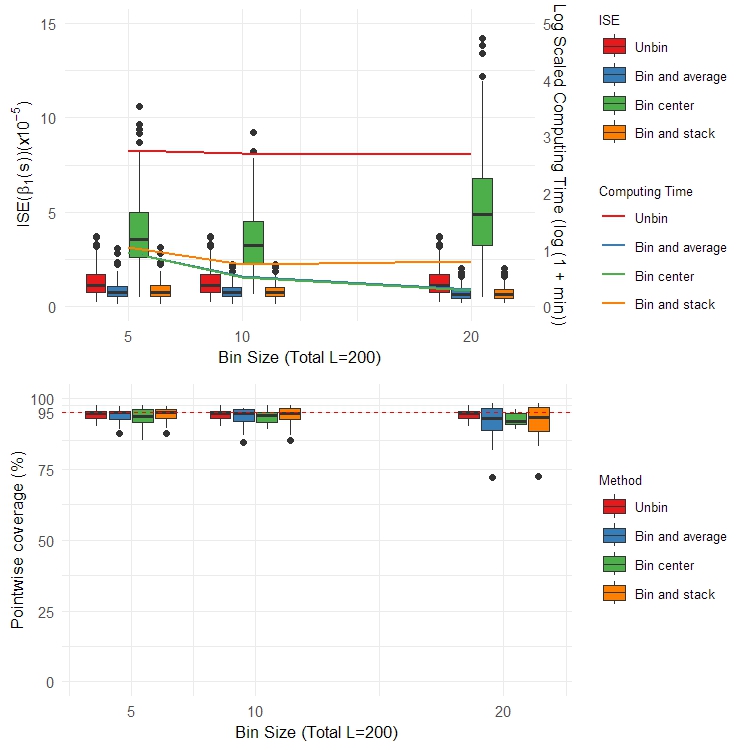 15
10
5
0
ISE(β1(s))(x10−5)
5
4
3
2
1
0
Log Scaled Computing Time (log(1 + min))
5
10
20
Bin Size (Total L=200)
ISE
Unbin
Bin and average
Bin center
Bin and stack
Computing Time
Unbin
Bin and average
Bin center
Bin and stack
100
95
75
50
25
0
Pointwise coverage (%)
5
10
20
Bin Size (Total L=200)
Method
Unbin
Bin and average
Bin center
Bin and stack